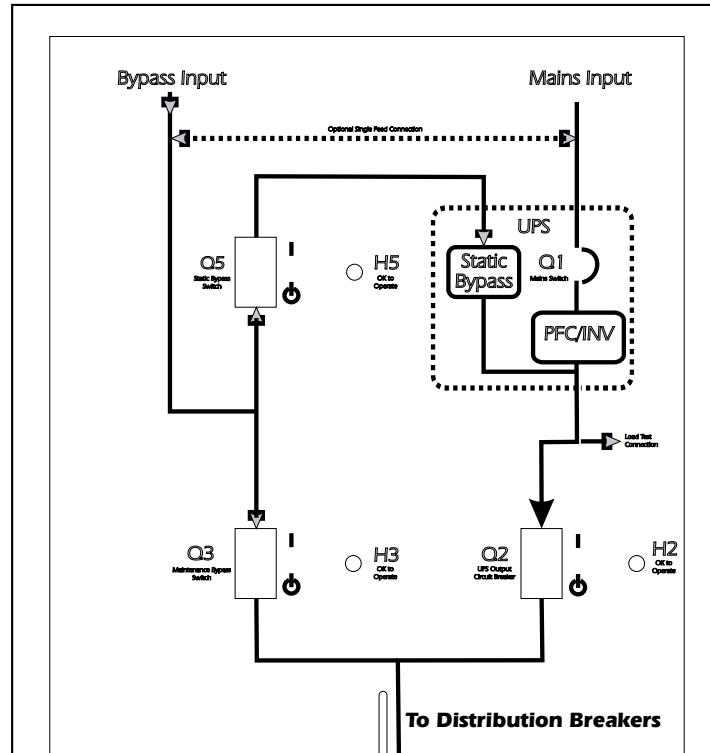 Bypass Input
Mains Input
Optional Single Feed Connection
UPS
Q5
Static Bypass
Switch
H5
OK to
Operate
Static
Bypass
Q1
Mains Switch
PFC/INV
Load Test
Connection
Q3
Maintenance Bypass
Switch
H3
OK to
Operate
Q2
UPS Output
Circuit Breaker
H2
OK to
Operate
To Distribution Breakers